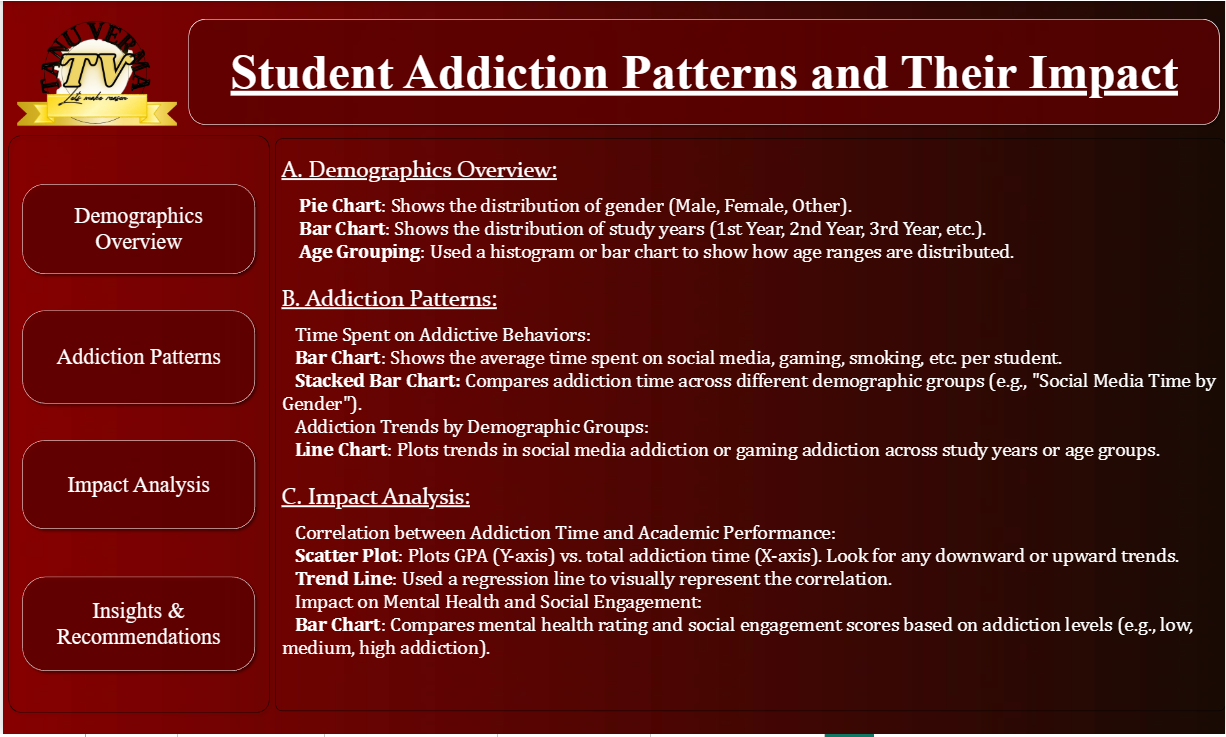 TANU VERMA
TV
Let's make reason
Student Addiction Patterns and Their Impact
Demographics
Overview
Addiction Patterns
Impact Analysis
Insights &
Recommendations
A. Demographics Overview:
Pie Chart: Shows the distribution of gender (Male, Female, Other).
Bar Chart: Shows the distribution of study years (1st Year, 2nd Year, 3rd Year, etc.).
Age Grouping: Used a histogram or bar chart to show how age ranges are distributed.
B. Addiction Patterns:
Time Spent on Addictive Behaviors:
Bar Chart: Shows the average time spent on social media, gaming, smoking, etc. per student.
Stacked Bar Chart: Compares addiction time across different demographic groups (e.g., "Social Media Time by
Gender").
Addiction Trends by Demographic Groups:
Line Chart: Plots trends in social media addiction or gaming addiction across study years or age groups.
C. Impact Analysis:
Correlation between Addiction Time and Academic Performance:
Scatter Plot: Plots GPA (Y-axis) vs. total addiction time (X-axis). Look for any downward or upward trends.
Trend Line: Used a regression line to visually represent the correlation.
Impact on Mental Health and Social Engagement:
Bar Chart: Compares mental health rating and social engagement scores based on addiction levels (e.g., low,
medium, high addiction).